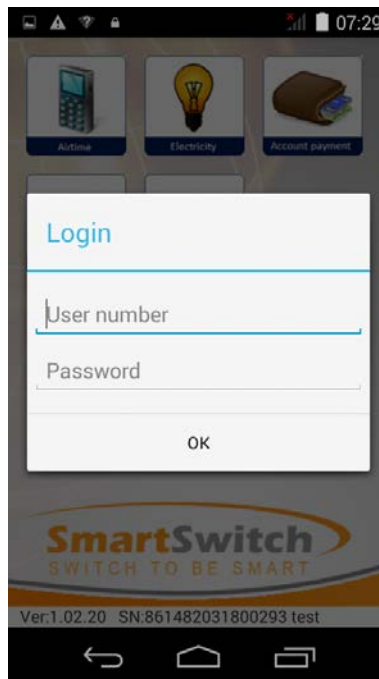 07:29
Airtime
Electricity
Account payment
Login
User number
Password
OK
SmartSwitch
SWITCH TO BE SMART
Ver:1.02.20 SN:861482031800293 test